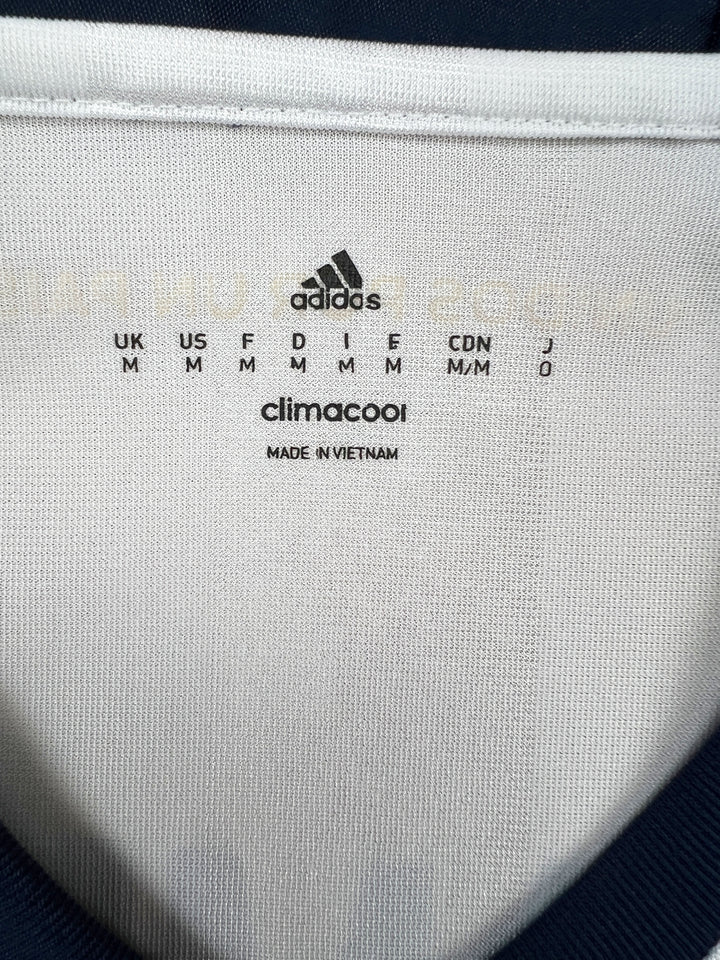 adidas
UK US F D I E CDN J
M M M M M M M/M O
climacool
MADE IN VIETNAM